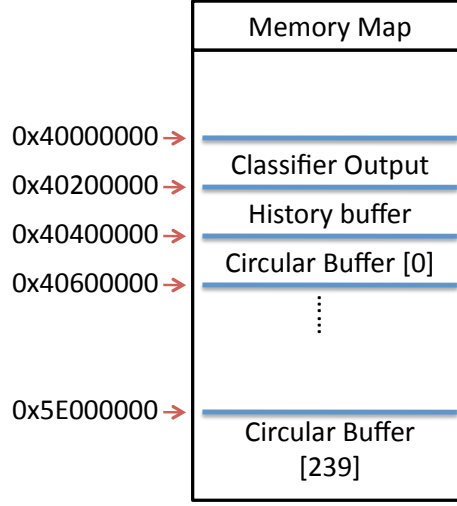 Memory Map
0x40000000
Classifier Output
0x40200000
History buffer
0x40400000
Circular Buffer [0]
0x40600000
0x5E000000
Circular Buffer
[239]